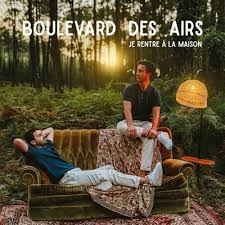 BOULEVARD DES AIRS
JE RENTRE À LA MAISON